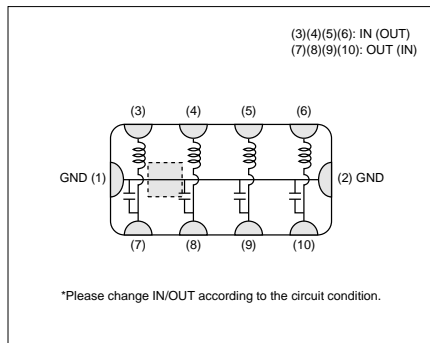 (3)(4)(5)(6): IN (OUT)
(7)(8)(9)(10): OUT (IN)
(3) (4) (5) (6)
GND (1) (2) GND
(7) (8) (9) (10)
*Please change IN/OUT according to the circuit condition.